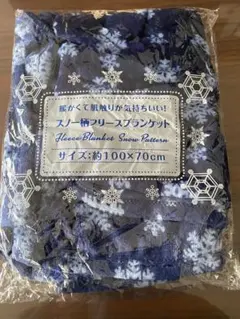 暖かくて肌触りが気持ちいい!
スノー柄フリースブランケット
Fleece Blanket Snow Pattern
サイズ:約100×70cm